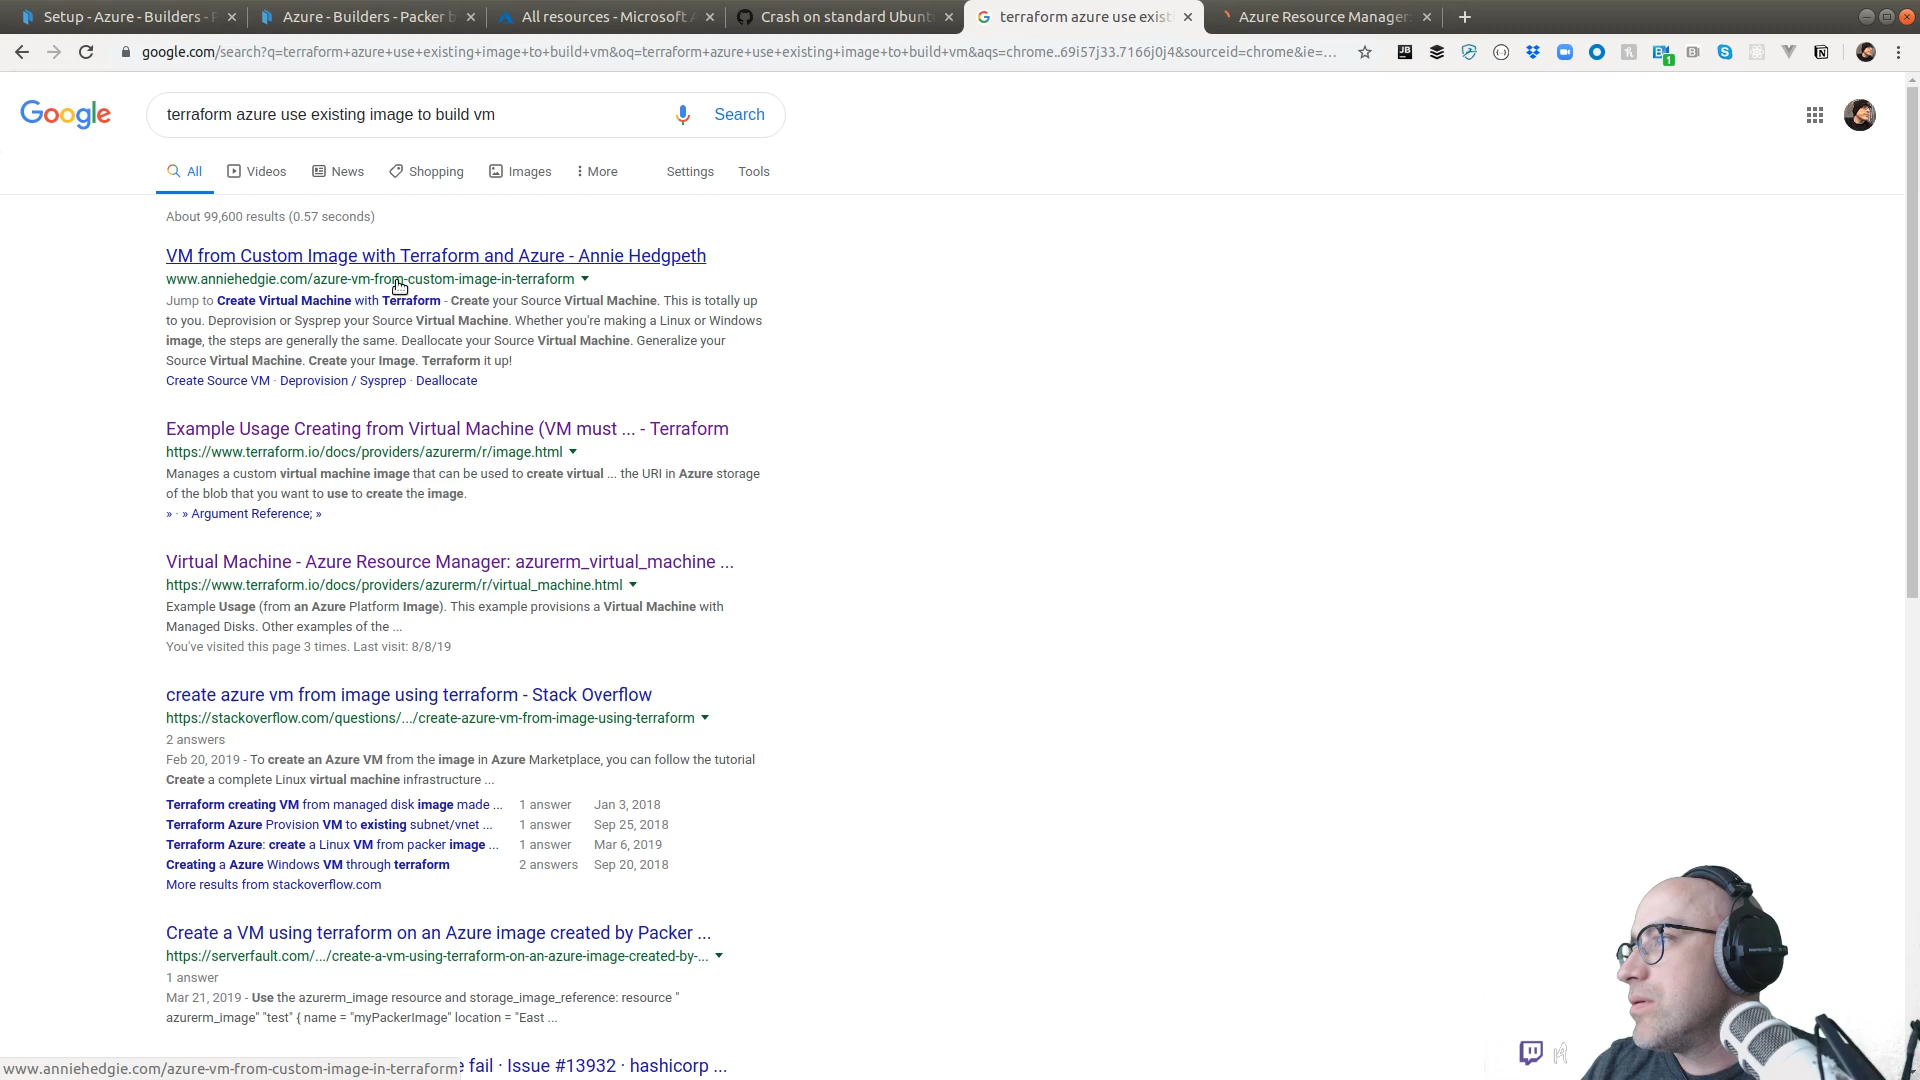 Setup - Azure - Builders - P
Azure - Builders - Packer b
All resources - Microsoft A
Crash on standard Ubunt
terraform azure use exist
Azure Resource Manager:
google.com/search?q=terraform+azure+use+existing+image+to+build+vm&oq=terraform+azure+use+existing+image+to+build+vm&aqs=chrome..69i57j33.7166j0j4&sourceid=chrome&ie=...
JB
1
Google
terraform azure use existing image to build vm
Search
All
Videos
News
Shopping
Images
More
Settings
Tools
About 99,600 results (0.57 seconds)
VM from Custom Image with Terraform and Azure - Annie Hedgpeth
www.anniehedgie.com/azure-vm-from-custom-image-in-terraform
Jump to Create Virtual Machine with Terraform - Create your Source Virtual Machine. This is totally up
to you. Deprovision or Sysprep your Source Virtual Machine. Whether you're making a Linux or Windows
image, the steps are generally the same. Deallocate your Source Virtual Machine. Generalize your
Source Virtual Machine. Create your Image. Terraform it up!
Create Source VM · Deprovision / Sysprep · Deallocate
Example Usage Creating from Virtual Machine (VM must ... - Terraform
https://www.terraform.io/docs/providers/azurerm/r/image.html
Manages a custom virtual machine image that can be used to create virtual ... the URI in Azure storage
of the blob that you want to use to create the image.
» · » Argument Reference; »
Virtual Machine - Azure Resource Manager: azurerm_virtual_machine ...
https://www.terraform.io/docs/providers/azurerm/r/virtual_machine.html
Example Usage (from an Azure Platform Image). This example provisions a Virtual Machine with
Managed Disks. Other examples of the ...
You've visited this page 3 times. Last visit: 8/8/19
create azure vm from image using terraform - Stack Overflow
https://stackoverflow.com/questions/.../create-azure-vm-from-image-using-terraform
2 answers
Feb 20, 2019 - To create an Azure VM from the image in Azure Marketplace, you can follow the tutorial
Create a complete Linux virtual machine infrastructure ...
Terraform creating VM from managed disk image made ... 1 answer Jan 3, 2018
Terraform Azure Provision VM to existing subnet/vnet ... 1 answer Sep 25, 2018
Terraform Azure: create a Linux VM from packer image ... 1 answer Mar 6, 2019
Creating a Azure Windows VM through terraform 2 answers Sep 20, 2018
More results from stackoverflow.com
Create a VM using terraform on an Azure image created by Packer ...
https://serverfault.com/.../create-a-vm-using-terraform-on-an-azure-image-created-by-...
1 answer
Mar 21, 2019 - Use the azurerm_image resource and storage_image_reference: resource "
azurerm_image" "test" { name = "myPackerImage" location = "East ...
e fail · Issue #13932 · hashicorp ...
www.anniehedgie.com/azure-vm-from-custom-image-in-terraform